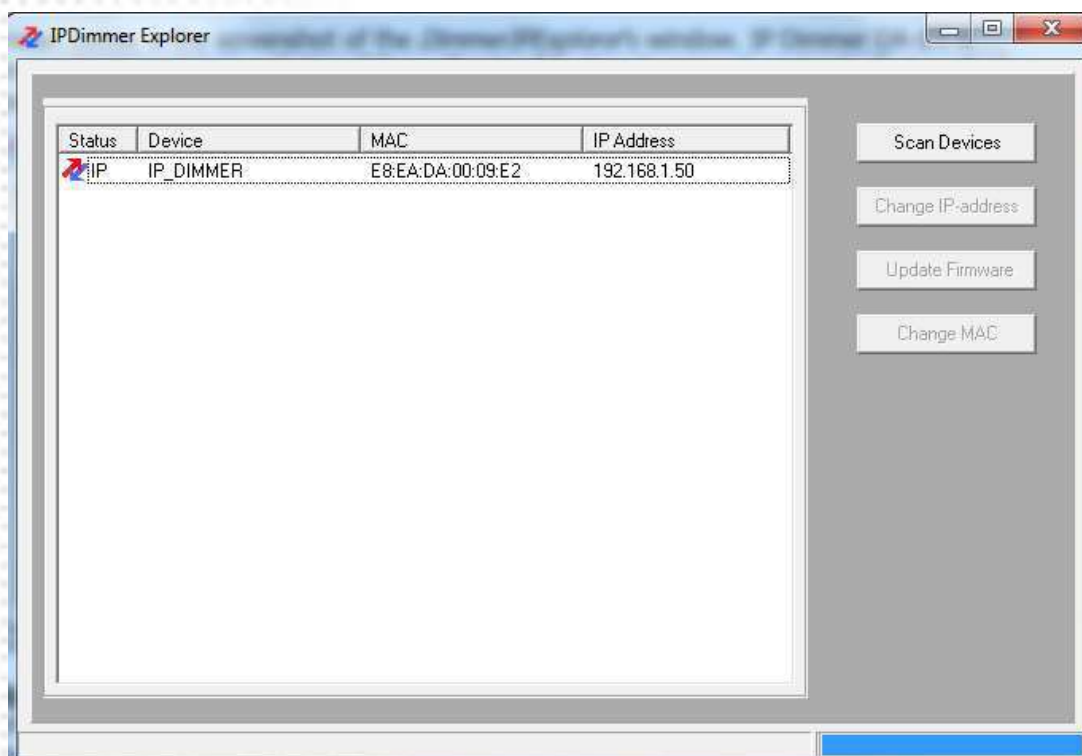 IPDimmer Explorer
Status Device MAC IP Address
IP IP_DIMMER E8:EA:DA:00:09:E2 192.168.1.50
Scan Devices
Change IP-address
Update Firmware
Change MAC